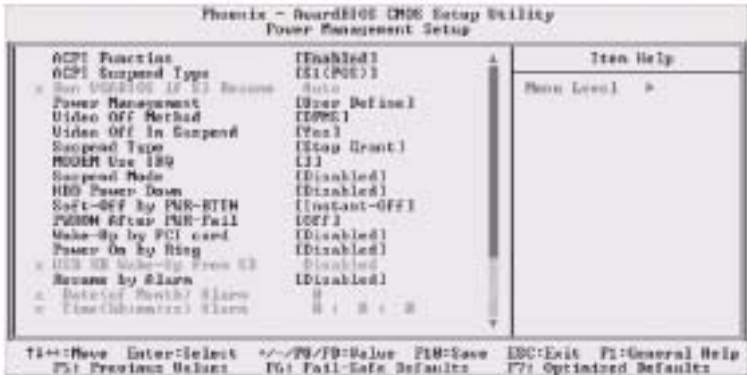 Phoenix - AwardBIOS CMOS Setup Utility
Power Management Setup
ACPI Function [Enabled]
ACPI Suspend Type [S1(POS)]
x Run VGABIOS If S3 Resume Auto
Power Management [User Define]
Video Off Method [DPMS]
Video Off In Suspend [Yes]
Suspend Type [Stop Grant]
MODEM Use IRQ [3]
Suspend Mode [Disabled]
HDD Power Down [Disabled]
Soft-Off by PWR-BTTN [Instant-Off]
PWRON After PWR-Fail [Off]
Wake-Up by PCI card [Disabled]
Power On by Ring [Disabled]
x USB KB Wake-Up From S3 Disabled
Resume by Alarm [Disabled]
x Date(of Month) Alarm 0
x Time(hh:mm:ss) Alarm 0 : 0 : 0
Item Help
Menu Level ►
↑↓↔:Move Enter:Select +/-/PU/PD:Value F10:Save ESC:Exit F1:General Help
F5: Previous Values F6: Fail-Safe Defaults F7: Optimized Defaults